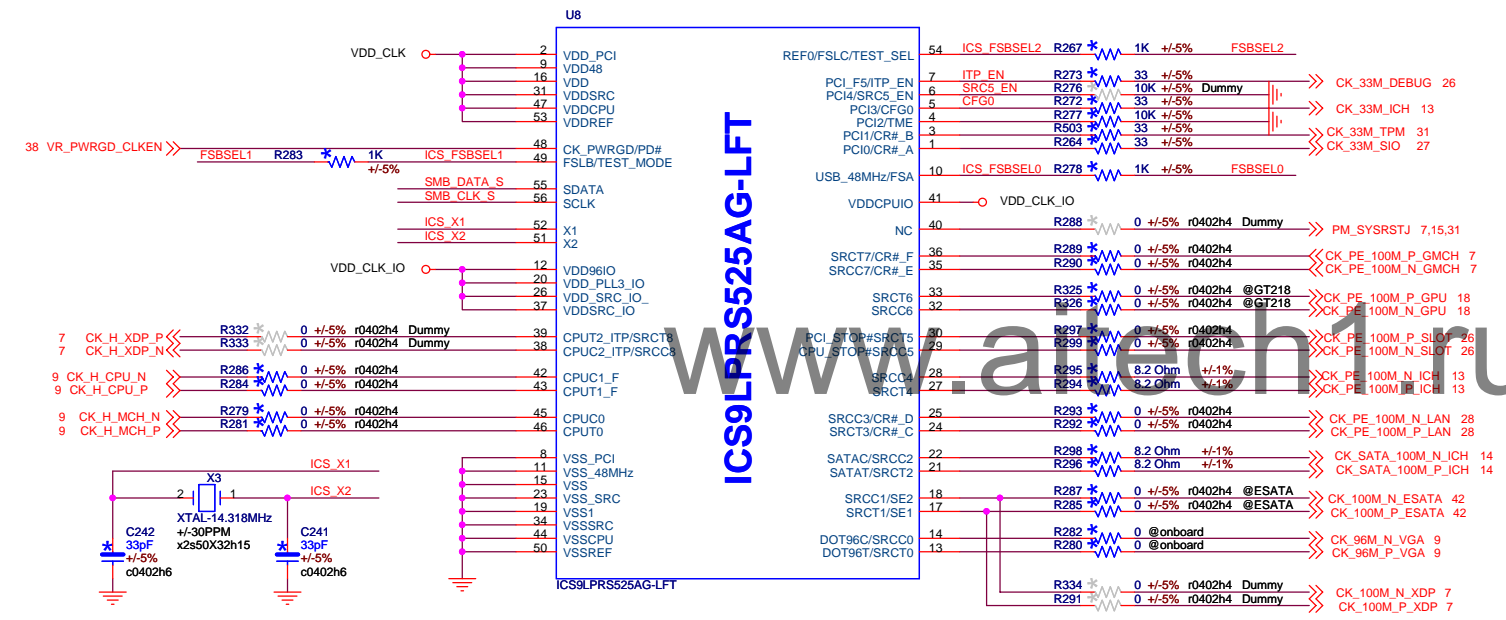 U8
VDD_CLK
2 VDD_PCI
9 VDD48
16 VDD
31 VDDSRC
47 VDDCPU
53 VDDREF
38 VR_PWRGD_CLKEN
48 CK_PWRGD/PD#
FSBSEL1 R283 * 1K +/-5% ICS_FSBSEL1
49 FSLB/TEST_MODE
SMB_DATA_S 55 SDATA
SMB_CLK_S 56 SCLK
ICS_X1 52 X1
ICS_X2 51 X2
VDD_CLK_IO
12 VDD96IO
20 VDD_PLL3_IO
26 VDD_SRC_IO_
37 VDDSRC_IO
7 CK_H_XDP_P R332 * 0 +/-5% r0402h4 Dummy 39 CPUT2_ITP/SRCT8
7 CK_H_XDP_N R333 0 +/-5% r0402h4 Dummy 38 CPUC2_ITP/SRCC8
9 CK_H_CPU_N R286 * 0 +/-5% r0402h4 42 CPUC1_F
9 CK_H_CPU_P R284 * 0 +/-5% r0402h4 43 CPUT1_F
9 CK_H_MCH_N R279 * 0 +/-5% r0402h4 45 CPUC0
9 CK_H_MCH_P R281 * 0 +/-5% r0402h4 46 CPUT0
8 VSS_PCI
11 VSS_48MHz
15 VSS
23 VSS_SRC
19 VSS1
34 VSSSRC
44 VSSCPU
50 VSSREF
ICS_X1
X3
2 1 ICS_X2
XTAL-14.318MHz
+/-30PPM
x2s50X32h15
C242
* 33pF
+/-5%
c0402h6
C241
* 33pF
+/-5%
c0402h6
ICS9LPRS525AG-LFT
ICS9LPRS525AG-LFT
REF0/FSLC/TEST_SEL 54 ICS_FSBSEL2 R267 * 1K +/-5% FSBSEL2
PCI_F5/ITP_EN 7 ITP_EN R273 * 33 +/-5% CK_33M_DEBUG 26
PCI4/SRC5_EN 6 SRC5_EN R276 * 10K +/-5% Dummy
PCI3/CFG0 5 CFG0 R272 * 33 +/-5% CK_33M_ICH 13
PCI2/TME 4 R277 * 10K +/-5%
PCI1/CR#_B 3 R503 * 33 +/-5% CK_33M_TPM 31
PCI0/CR#_A 1 R264 * 33 +/-5% CK_33M_SIO 27
USB_48MHz/FSA 10 ICS_FSBSEL0 R278 * 1K +/-5% FSBSEL0
VDDCPUIO 41 VDD_CLK_IO
NC 40 R288 * 0 +/-5% r0402h4 Dummy PM_SYSRSTJ 7,15,31
SRCT7/CR#_F 36 R289 * 0 +/-5% r0402h4 CK_PE_100M_P_GMCH 7
SRCC7/CR#_E 35 R290 * 0 +/-5% r0402h4 CK_PE_100M_N_GMCH 7
SRCT6 33 R325 * 0 +/-5% r0402h4 @GT218 CK_PE_100M_P_GPU 18
SRCC6 32 R326 * 0 +/-5% r0402h4 @GT218 CK_PE_100M_N_GPU 18
PCI_STOP#SRCT5 30 R297 * 0 +/-5% r0402h4 CK_PE_100M_P_SLOT 26
CPU_STOP#SRCC5 29 R299 * 0 +/-5% r0402h4 CK_PE_100M_N_SLOT 26
SRCC4 28 R295 * 8.2 Ohm +/-1% CK_PE_100M_N_ICH 13
SRCT4 27 R294 * 8.2 Ohm +/-1% CK_PE_100M_P_ICH 13
SRCC3/CR#_D 25 R293 * 0 +/-5% r0402h4 CK_PE_100M_N_LAN 28
SRCT3/CR#_C 24 R292 * 0 +/-5% r0402h4 CK_PE_100M_P_LAN 28
SATAC/SRCC2 22 R298 * 8.2 Ohm +/-1% CK_SATA_100M_N_ICH 14
SATAT/SRCT2 21 R296 * 8.2 Ohm +/-1% CK_SATA_100M_P_ICH 14
SRCC1/SE2 18 R287 * 0 +/-5% r0402h4 @ESATA CK_100M_N_ESATA 42
SRCT1/SE1 17 R285 * 0 +/-5% r0402h4 @ESATA CK_100M_P_ESATA 42
DOT96C/SRCC0 14 R282 * 0 @onboard CK_96M_N_VGA 9
DOT96T/SRCT0 13 R280 * 0 @onboard CK_96M_P_VGA 9
R334 * 0 +/-5% r0402h4 Dummy CK_100M_N_XDP 7
R291 * 0 +/-5% r0402h4 Dummy CK_100M_P_XDP 7
www.aitech1.ru